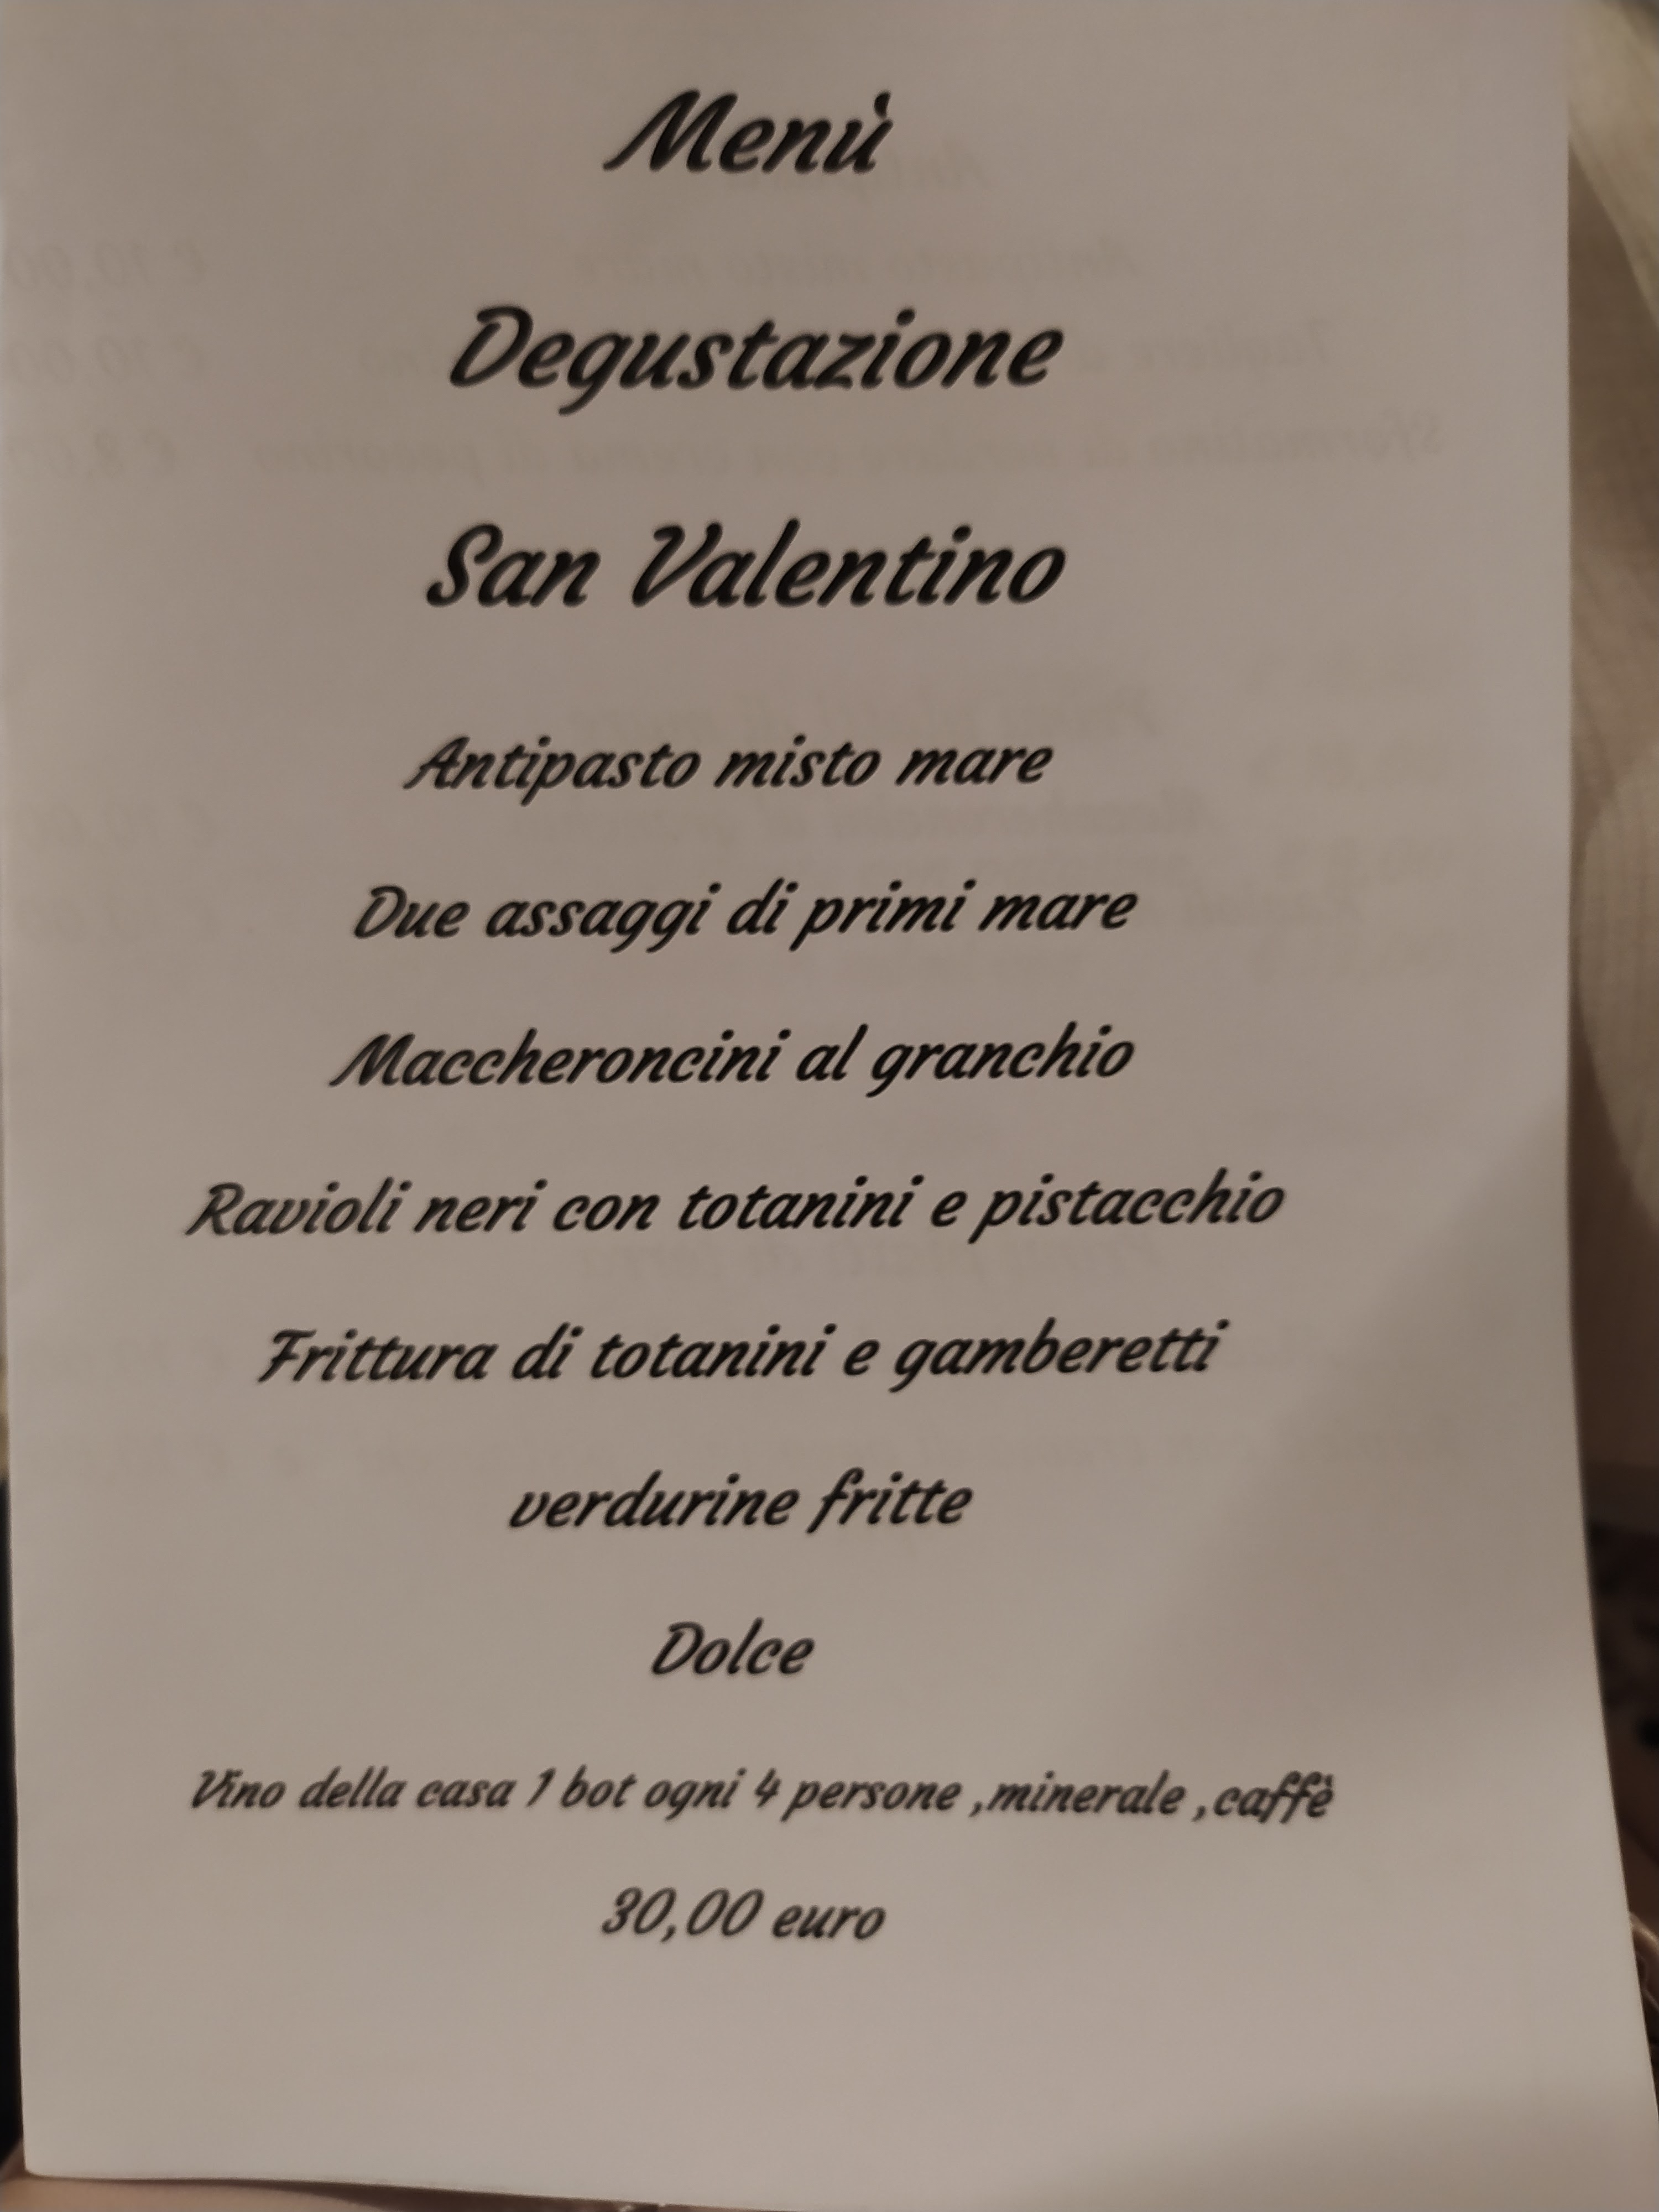 Menù
Degustazione
San Valentino
Antipasto misto mare
Due assaggi di primi mare
Maccheroncini al granchio
Ravioli neri con totanini e pistacchio
Frittura di totanini e gamberetti
verdurine fritte
Dolce
Vino della casa 1 bot ogni 4 persone ,minerale ,caffè
30,00 euro